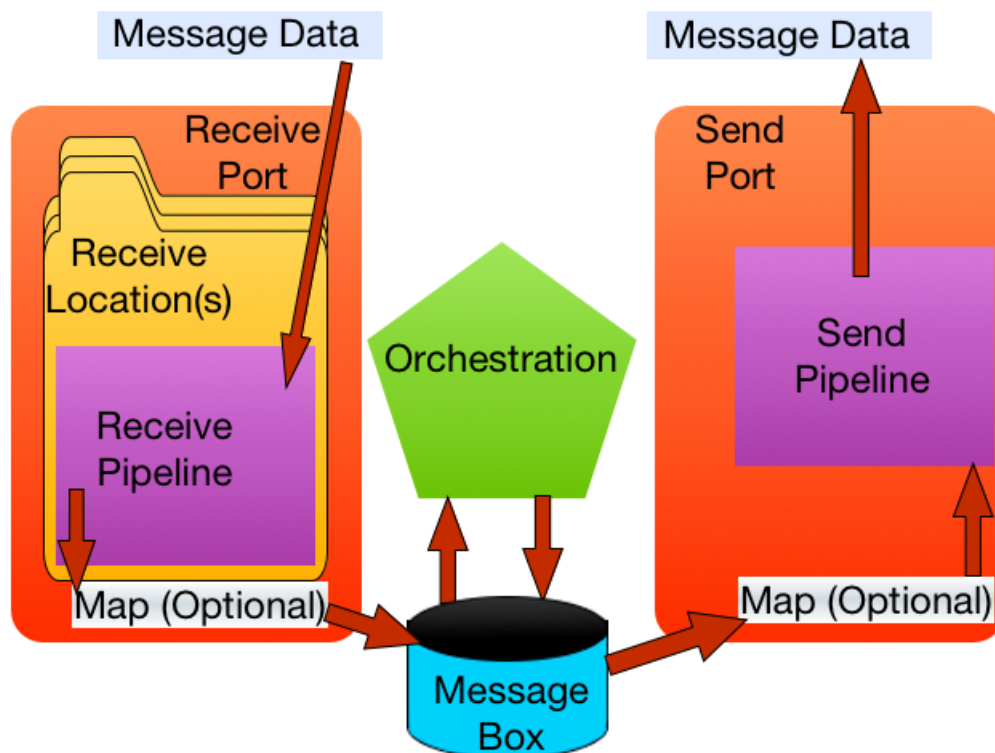 Message Data
Receive
Port
Receive
Location(s)
Receive
Pipeline
Map (Optional)
Orchestration
Message
Box
Message Data
Send
Port
Send
Pipeline
Map (Optional)